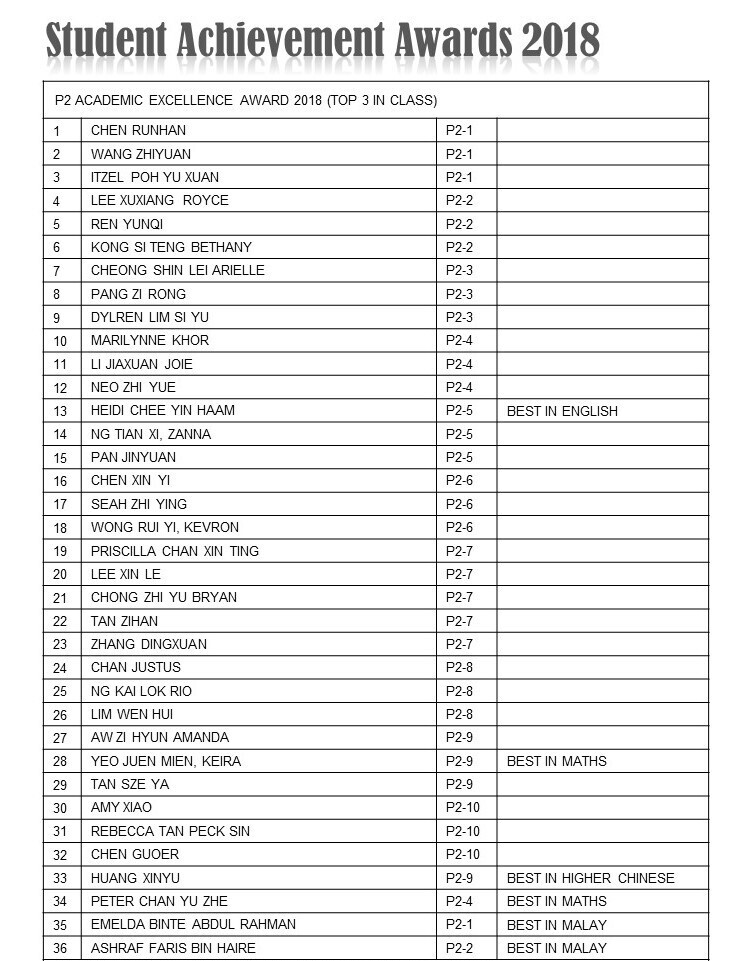 Student Achievement Awards 2018
P2 ACADEMIC EXCELLENCE AWARD 2018 (TOP 3 IN CLASS)
1 CHEN RUNHAN P2-1
2 WANG ZHIYUAN P2-1
3 ITZEL POH YU XUAN P2-1
4 LEE XUXIANG ROYCE P2-2
5 REN YUNQI P2-2
6 KONG SI TENG BETHANY P2-2
7 CHEONG SHIN LEI ARIELLE P2-3
8 PANG ZI RONG P2-3
9 DYLREN LIM SI YU P2-3
10 MARILYNNE KHOR P2-4
11 LI JIAXUAN JOIE P2-4
12 NEO ZHI YUE P2-4
13 HEIDI CHEE YIN HAAM P2-5 BEST IN ENGLISH
14 NG TIAN XI, ZANNA P2-5
15 PAN JINYUAN P2-5
16 CHEN XIN YI P2-6
17 SEAH ZHI YING P2-6
18 WONG RUI YI, KEVRON P2-6
19 PRISCILLA CHAN XIN TING P2-7
20 LEE XIN LE P2-7
21 CHONG ZHI YU BRYAN P2-7
22 TAN ZIHAN P2-7
23 ZHANG DINGXUAN P2-7
24 CHAN JUSTUS P2-8
25 NG KAI LOK RIO P2-8
26 LIM WEN HUI P2-8
27 AW ZI HYUN AMANDA P2-9
28 YEO JUEN MIEN, KEIRA P2-9 BEST IN MATHS
29 TAN SZE YA P2-9
30 AMY XIAO P2-10
31 REBECCA TAN PECK SIN P2-10
32 CHEN GUOER P2-10
33 HUANG XINYU P2-9 BEST IN HIGHER CHINESE
34 PETER CHAN YU ZHE P2-4 BEST IN MATHS
35 EMELDA BINTE ABDUL RAHMAN P2-1 BEST IN MALAY
36 ASHRAF FARIS BIN HAIRE P2-2 BEST IN MALAY